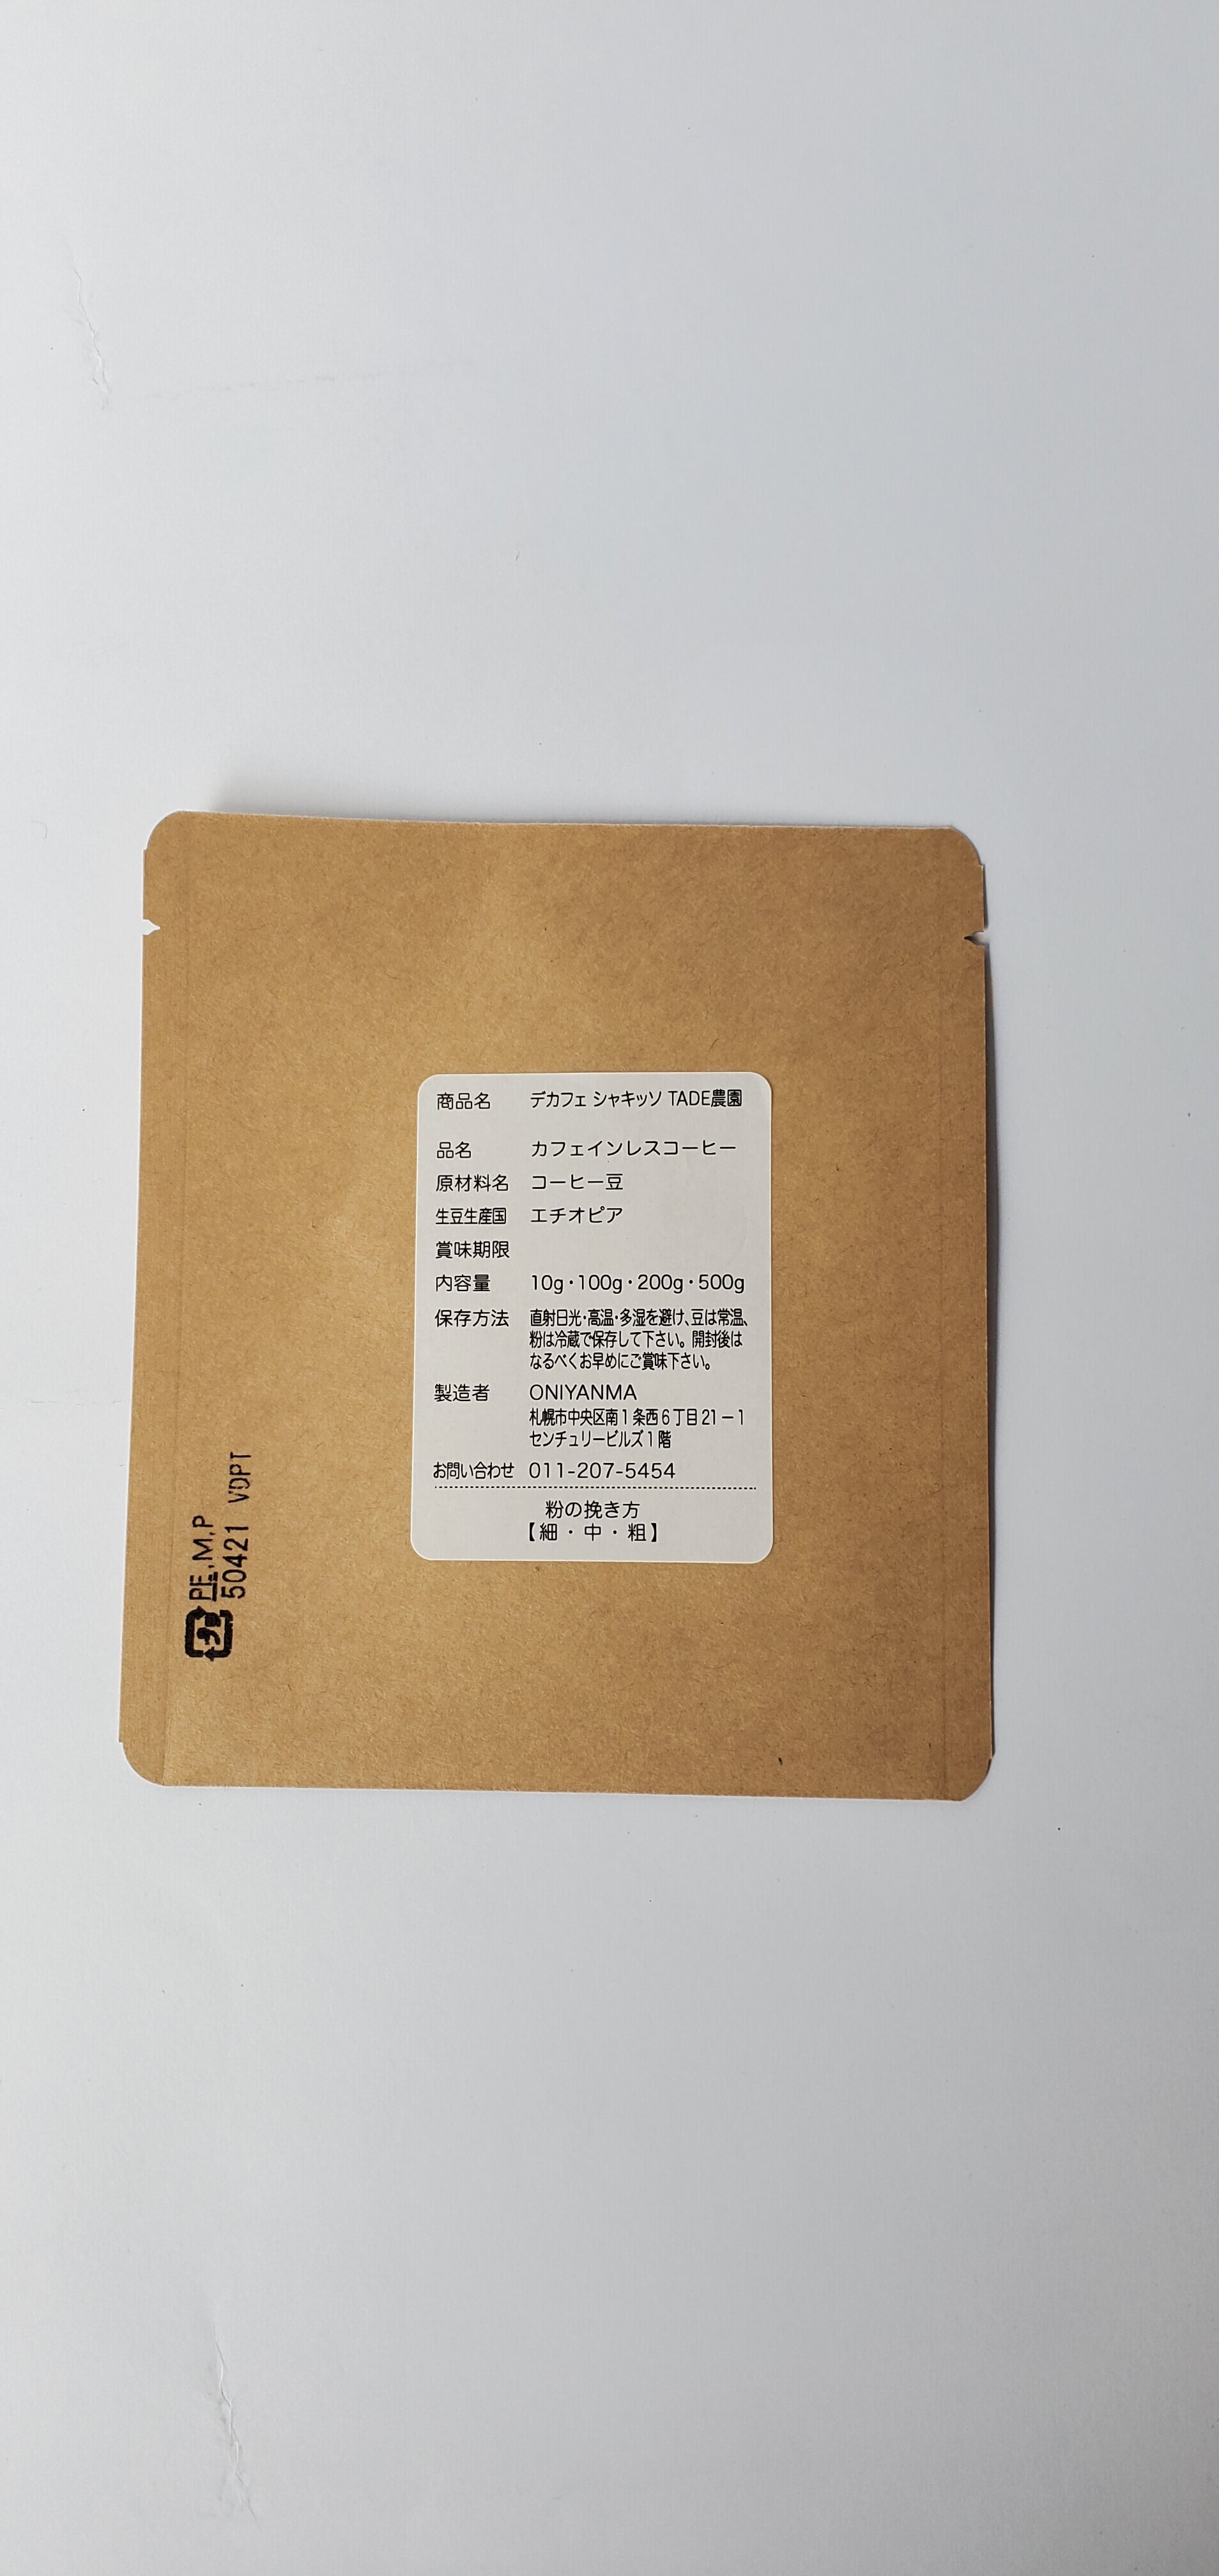 商品名 デカフェ シャキッソ TADE農園
品名 カフェインレスコーヒー
原材料名 コーヒー豆
生豆生産国 エチオピア
賞味期限
内容量 10g・100g・200g・500g
保存方法 直射日光・高温・多湿を避け、豆は常温、
粉は冷蔵で保存して下さい。開封後は
なるべくお早めにご賞味下さい。
製造者 ONIYANMA
札幌市中央区南1条西6丁目21−1
センチュリービルズ1階
お問い合わせ 011-207-5454
粉の挽き方
【細・中・粗】
プラ PE,M,P
50421 VDPT